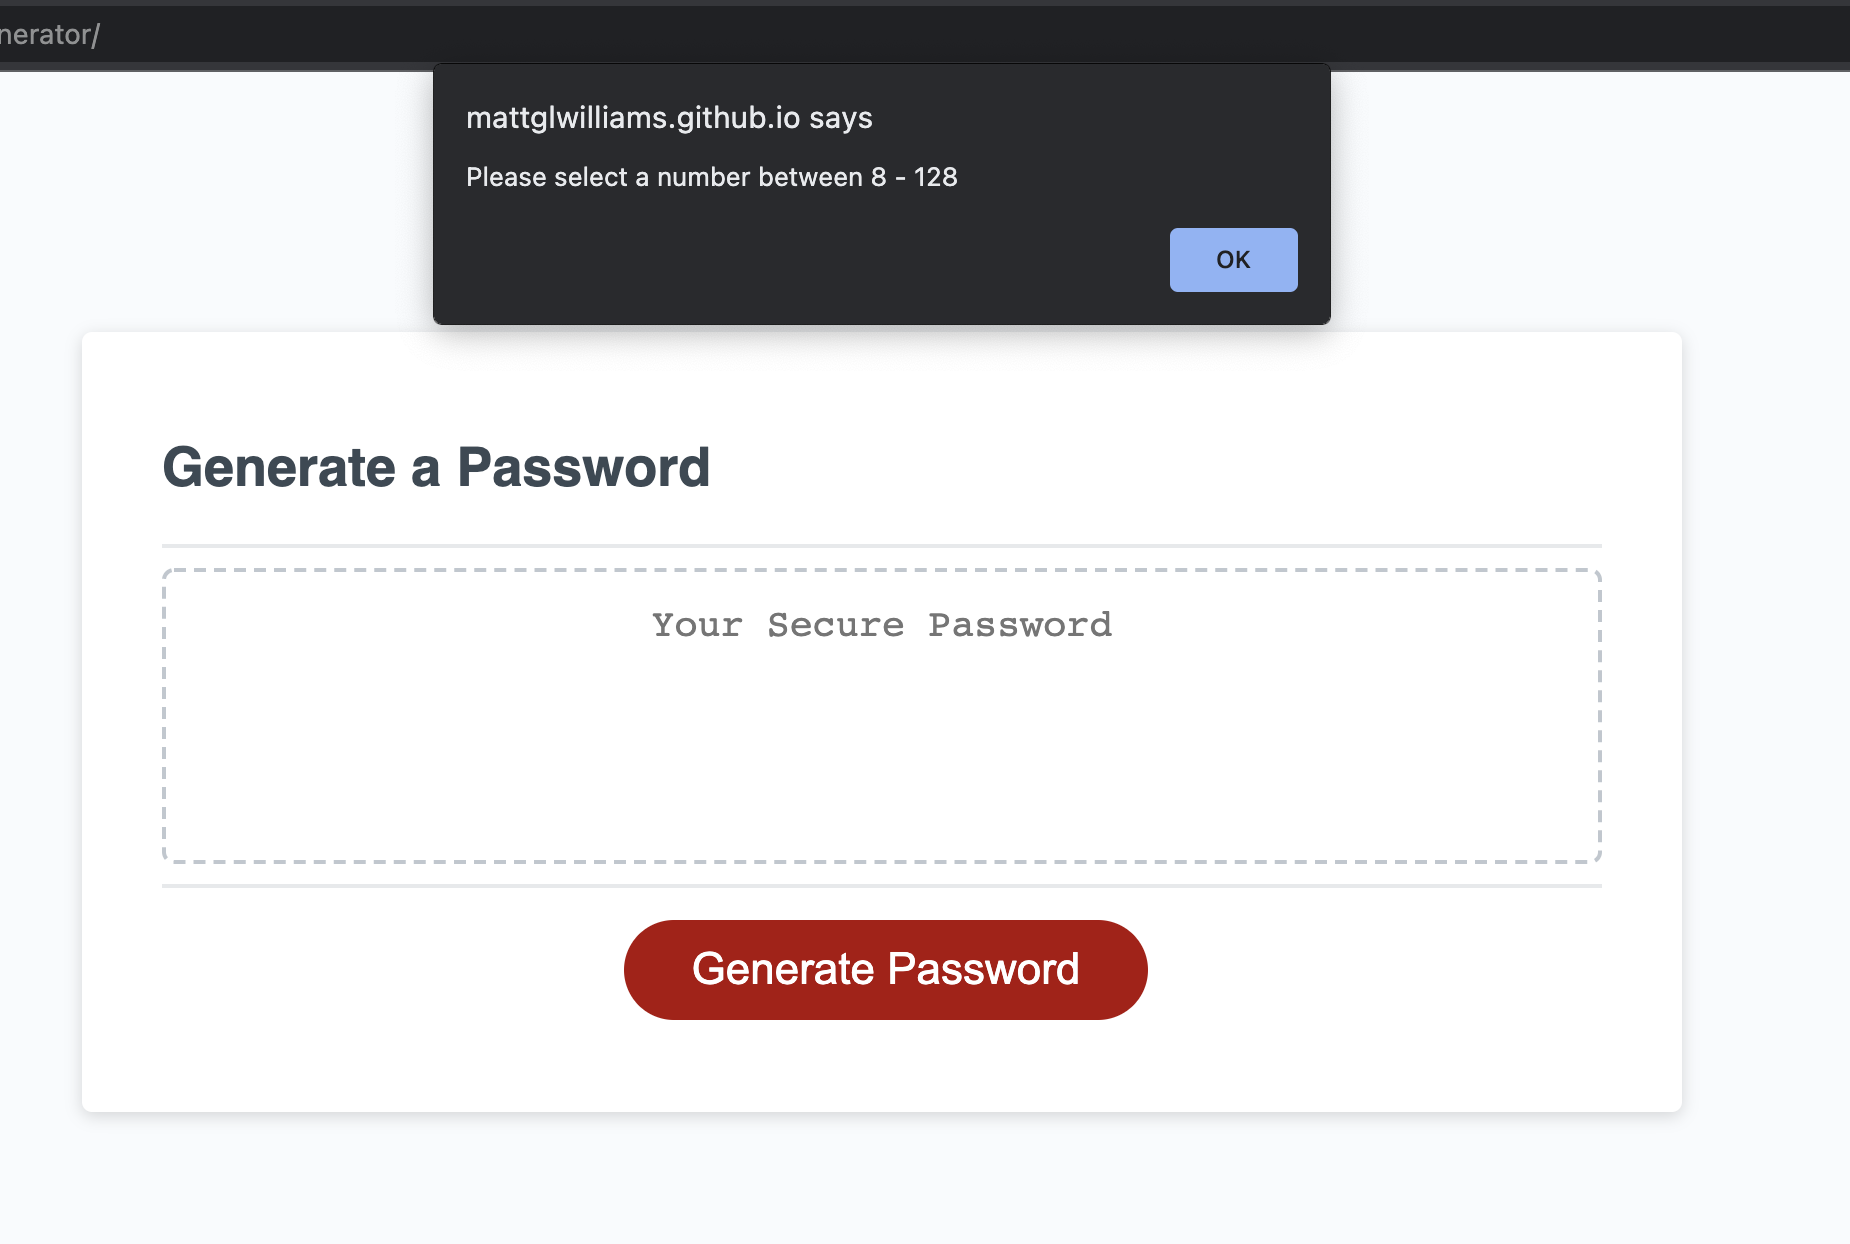 nerator/
mattglwilliams.github.io says
Please select a number between 8 - 128
OK
Generate a Password
Your Secure Password
Generate Password